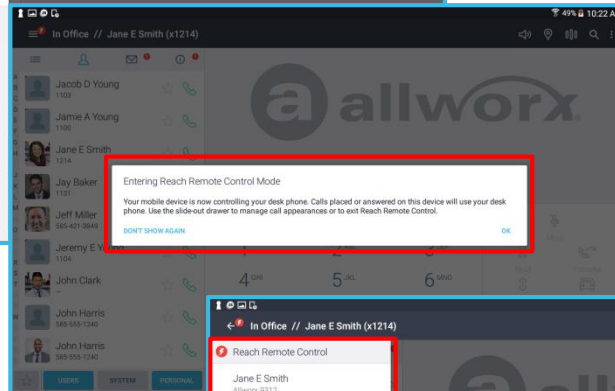 49% 10:22 A
In Office // Jane E Smith (x1214)
Jacob D Young
1103
Jamie A Young
1100
Jane E Smith
1214
Jay Baker
1131
Jeff Miller
585-421-3849
Jeremy E Young
1104
John Clark
John Harris
585-555-1240
John Harris
585-555-1240
USERS SYSTEM PERSONAL
allworx
Entering Reach Remote Control Mode
Your mobile device is now controlling your desk phone. Calls placed or answered on this device will use your desk
phone. Use the slide-out drawer to manage call appearances or to exit Reach Remote Control.
DON'T SHOW AGAIN OK
4 GHI 5 JKL 6 MNO
In Office // Jane E Smith (x1214)
Reach Remote Control
Jane E Smith
Allworx 9312